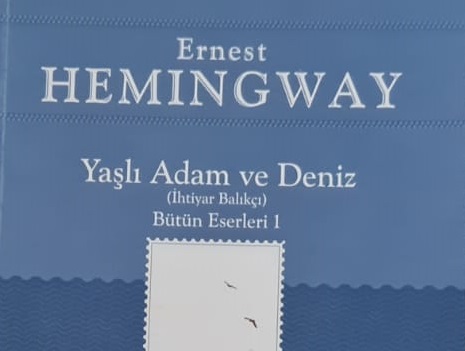 Ernest
HEMINGWAY
Yaşlı Adam ve Deniz
(İhtiyar Balıkçı)
Bütün Eserleri 1